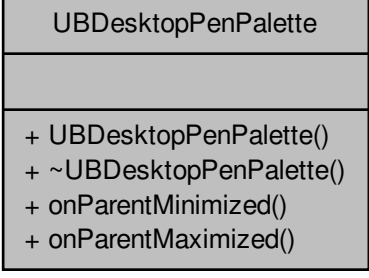 UBDesktopPenPalette
+ UBDesktopPenPalette()
+ ~UBDesktopPenPalette()
+ onParentMinimized()
+ onParentMaximized()